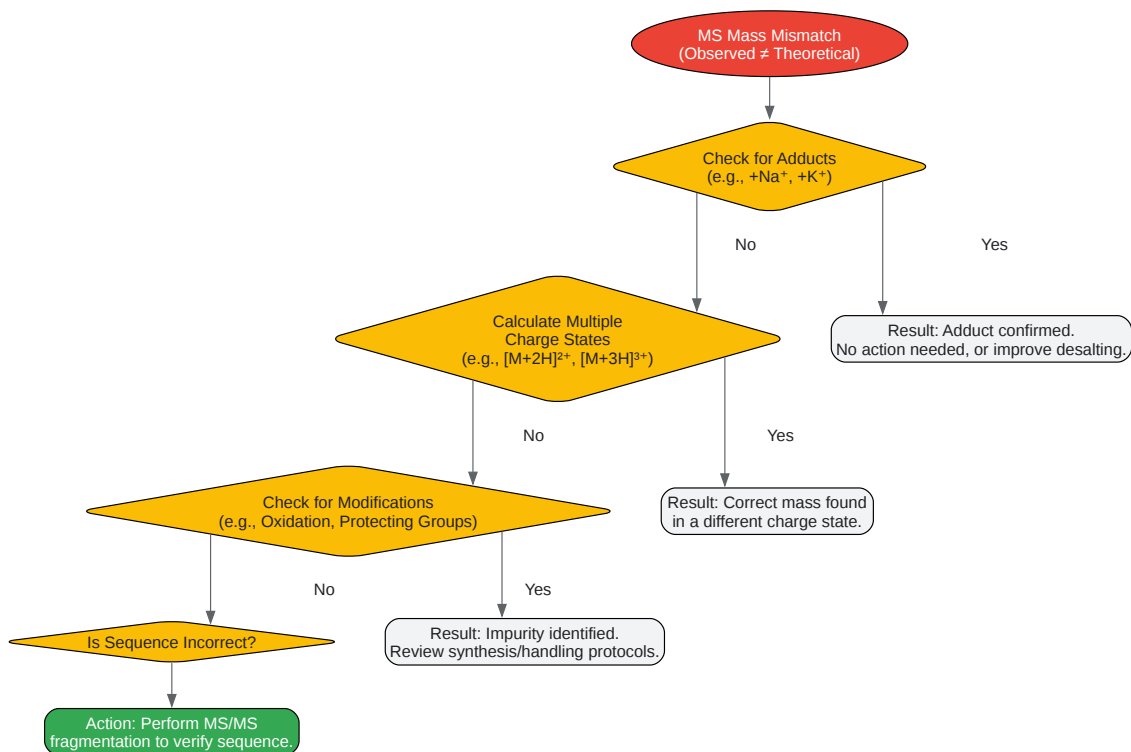 MS Mass Mismatch
(Observed ≠ Theoretical)
Check for Adducts
(e.g., +Na⁺, +K⁺)
No
Yes
Calculate Multiple
Charge States
(e.g., [M+2H]²⁺, [M+3H]³⁺)
Result: Adduct confirmed.
No action needed, or improve desalting.
No
Yes
Check for Modifications
(e.g., Oxidation, Protecting Groups)
Result: Correct mass found
in a different charge state.
No
Yes
Is Sequence Incorrect?
Result: Impurity identified.
Review synthesis/handling protocols.
Action: Perform MS/MS
fragmentation to verify sequence.